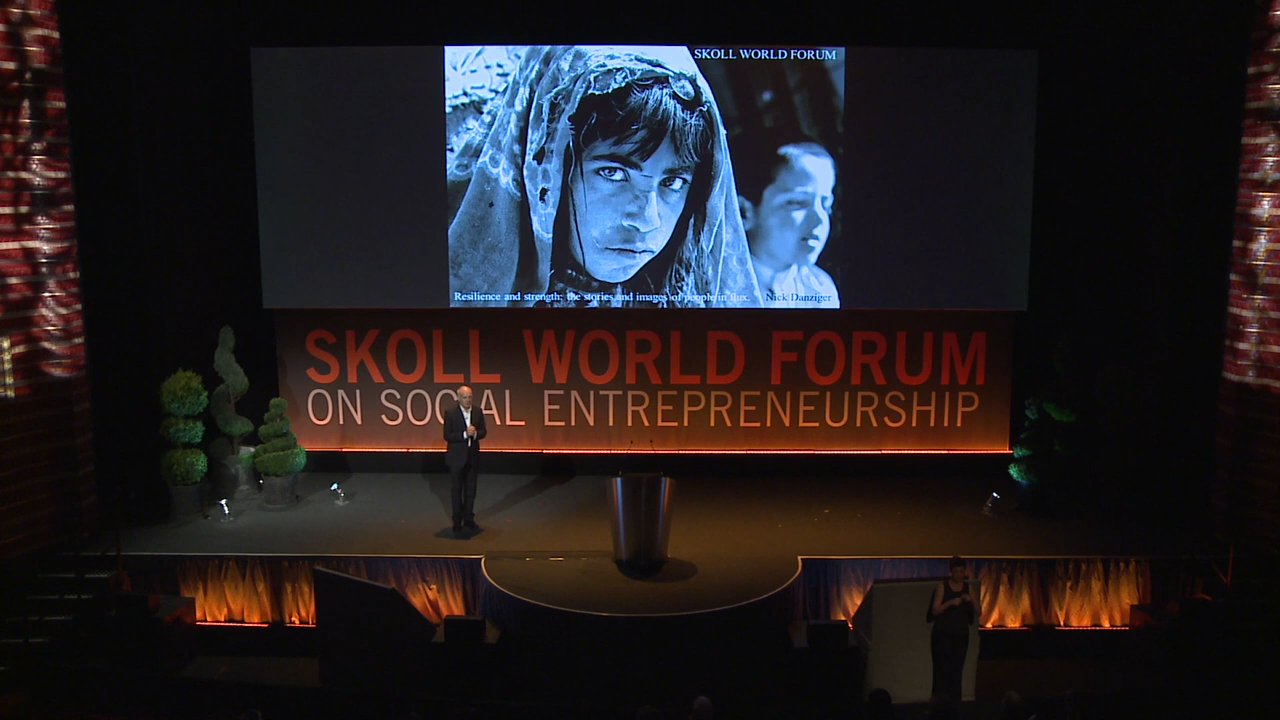 SKOLL WORLD FORUM
Resilience and strength: the stories and images of people in flux. Nick Danziger
SKOLL WORLD FORUM
ON SOCIAL ENTREPRENEURSHIP